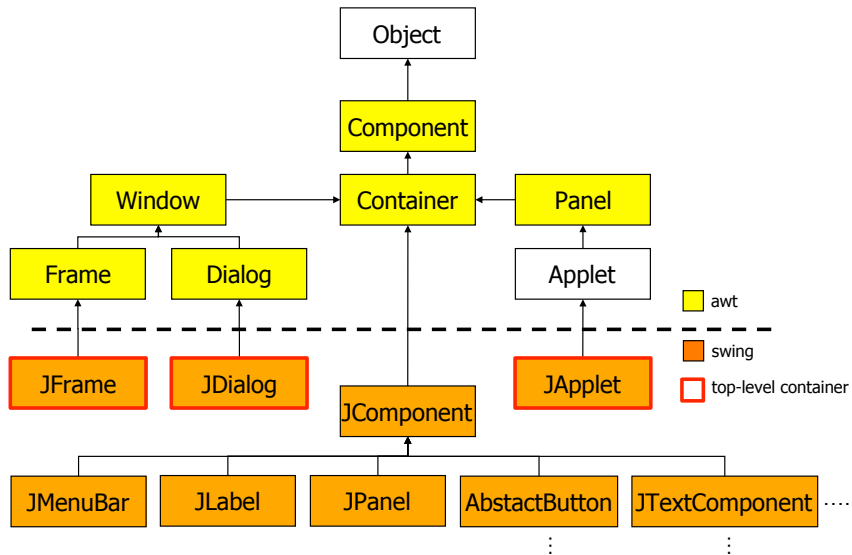 Object
Component
Window
Container
Panel
Frame
Dialog
Applet
awt
swing
JFrame
JDialog
JApplet
top-level container
JComponent
JMenuBar
JLabel
JPanel
AbstactButton
JTextComponent